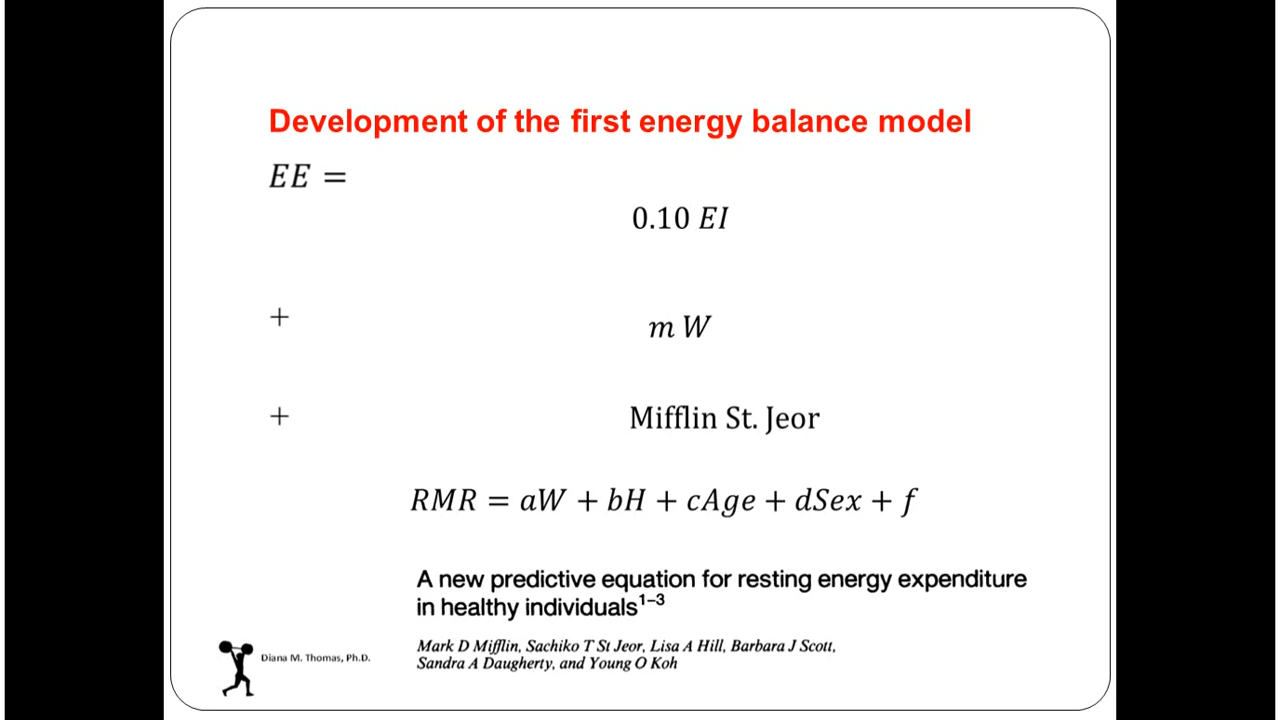 Development of the first energy balance model
EE =
0.10 EI
+ m W
+ Mifflin St. Jeor
RMR = aW + bH + cAge + dSex + f
A new predictive equation for resting energy expenditure
in healthy individuals¹⁻³
Mark D Mifflin, Sachiko T St Jeor, Lisa A Hill, Barbara J Scott,
Sandra A Daugherty, and Young O Koh
Diana M. Thomas, Ph.D.